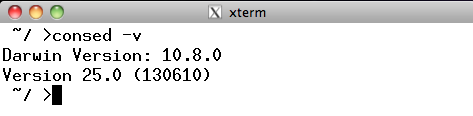 xterm
~/ >consed -v
Darwin Version: 10.8.0
Version 25.0 (130610)
~/ >